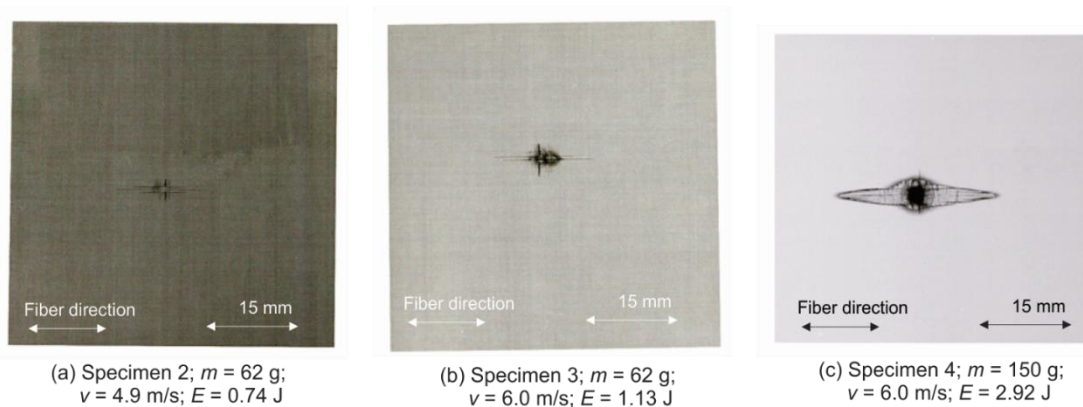 Fiber direction
15 mm
(a) Specimen 2; m = 62 g;
v = 4.9 m/s; E = 0.74 J
Fiber direction
15 mm
(b) Specimen 3; m = 62 g;
v = 6.0 m/s; E = 1.13 J
Fiber direction
15 mm
(c) Specimen 4; m = 150 g;
v = 6.0 m/s; E = 2.92 J